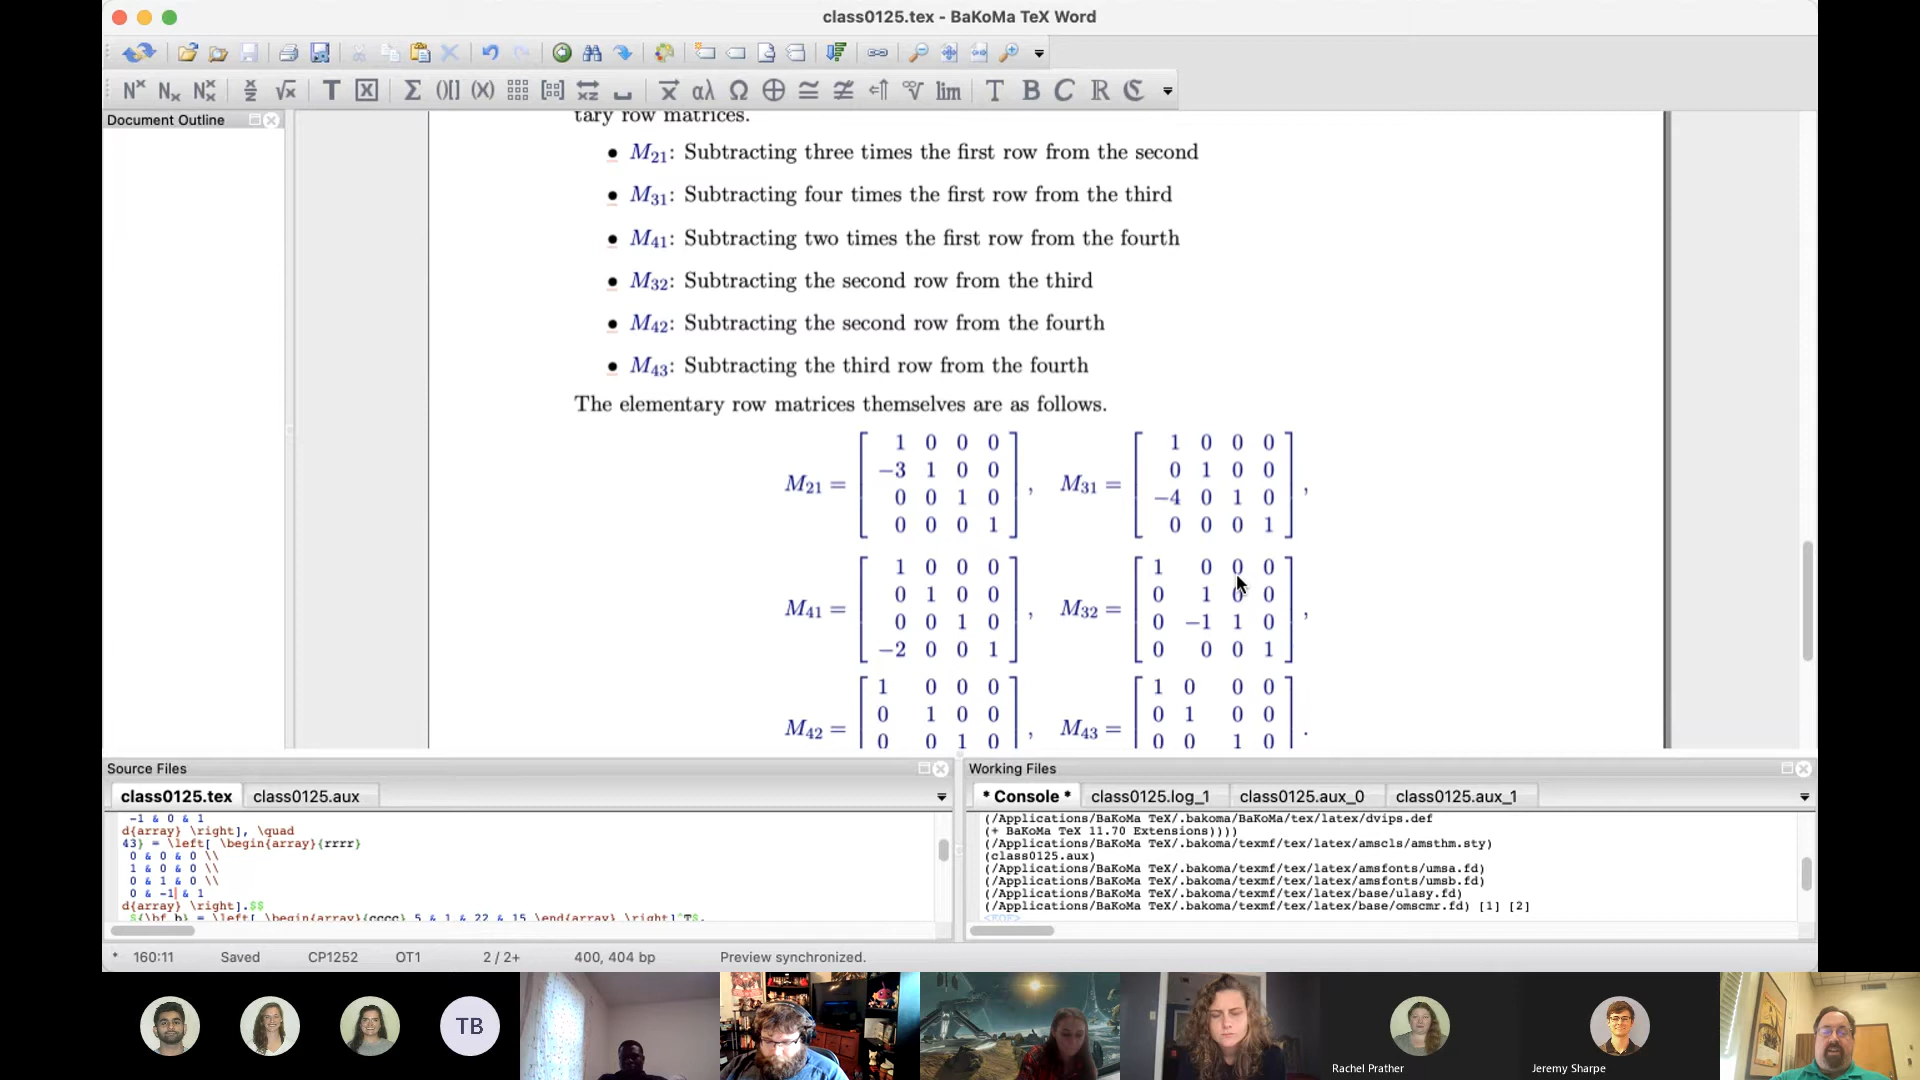 class0125.tex - BaKoMa TeX Word
Document Outline
tary row matrices.
• M21: Subtracting three times the first row from the second
• M31: Subtracting four times the first row from the third
• M41: Subtracting two times the first row from the fourth
• M32: Subtracting the second row from the third
• M42: Subtracting the second row from the fourth
• M43: Subtracting the third row from the fourth
The elementary row matrices themselves are as follows.
1 0 0 0 1 0 0 0
−3 1 0 0 0 1 0 0
M21 = , M31 = ,
0 0 1 0 −4 0 1 0
0 0 0 1 0 0 0 1
1 0 0 0 1 0 0 0
0 1 0 0 0 1 0 0
M41 = , M32 = ,
0 0 1 0 0 −1 1 0
−2 0 0 1 0 0 0 1
1 0 0 0 1 0 0 0
0 1 0 0 0 1 0 0
M42 = , M43 = .
0 0 1 0 0 0 1 0
Source Files
class0125.tex class0125.aux
-1 & 0 & 1
d{array} \right], \quad
43} = \left[ \begin{array}{rrrr}
0 & 0 & 0 \\
1 & 0 & 0 \\
0 & 1 & 0 \\
0 & -1 & 1
d{array} \right].$$
${\bf b} = \left[ \begin{array}{cccc} 5 & 1 & 22 & 15 \end{array} \right]^T$.
Working Files
* Console * class0125.log_1 class0125.aux_0 class0125.aux_1
(/Applications/BaKoMa TeX/.bakoma/BaKoMa/tex/latex/dvips.def
(+ BaKoMa TeX 11.70 Extensions))))
(/Applications/BaKoMa TeX/.bakoma/texmf/tex/latex/amscls/amsthm.sty)
(class0125.aux)
(/Applications/BaKoMa TeX/.bakoma/texmf/tex/latex/amsfonts/umsa.fd)
(/Applications/BaKoMa TeX/.bakoma/texmf/tex/latex/amsfonts/umsb.fd)
(/Applications/BaKoMa TeX/.bakoma/texmf/tex/latex/base/ulasy.fd)
(/Applications/BaKoMa TeX/.bakoma/texmf/tex/latex/base/omscmr.fd) [1] [2]
* 160:11 Saved CP1252 OT1 2 / 2+ 400, 404 bp Preview synchronized.
TB
Rachel Prather
Jeremy Sharpe